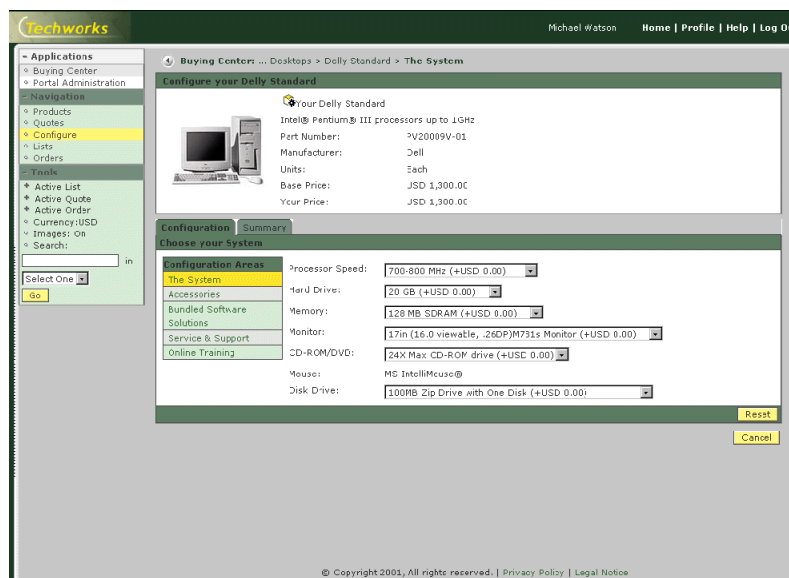 Techworks
Michael Watson
Home | Profile | Help | Log O
- Applications
Buying Center
Portal Administration
- Navigation
Products
Quotes
Configure
Lists
Orders
- Tools
+ Active List
+ Active Quote
+ Active Order
Currency:USD
Images: On
Search:
in
Select One
Go
Buying Center: ... Desktops > Delly Standard > The System
Configure your Delly Standard
Your Delly Standard
Intel® Pentium® III processors up to 1GHz
Part Number: PV20009V-01
Manufacturer: Dell
Units: Each
Base Price: USD 1,300.00
Your Price: USD 1,300.00
Configuration Summary
Choose your System
Configuration Areas
The System
Accessories
Bundled Software Solutions
Service & Support
Online Training
Processor Speed: 700-800 MHz (+USD 0.00)
Hard Drive: 20 GB (+USD 0.00)
Memory: 128 MB SDRAM (+USD 0.00)
Monitor: 17in (16.0 viewable, .26DP)M781s Monitor (+USD 0.00)
CD-ROM/DVD: 24X Max CD-ROM drive (+USD 0.00)
Mouse: MS IntelliMouse®
Disk Drive: 100MB Zip Drive with One Disk (+USD 0.00)
Reset
Cancel
© Copyright 2001, All rights reserved. | Privacy Policy | Legal Notice